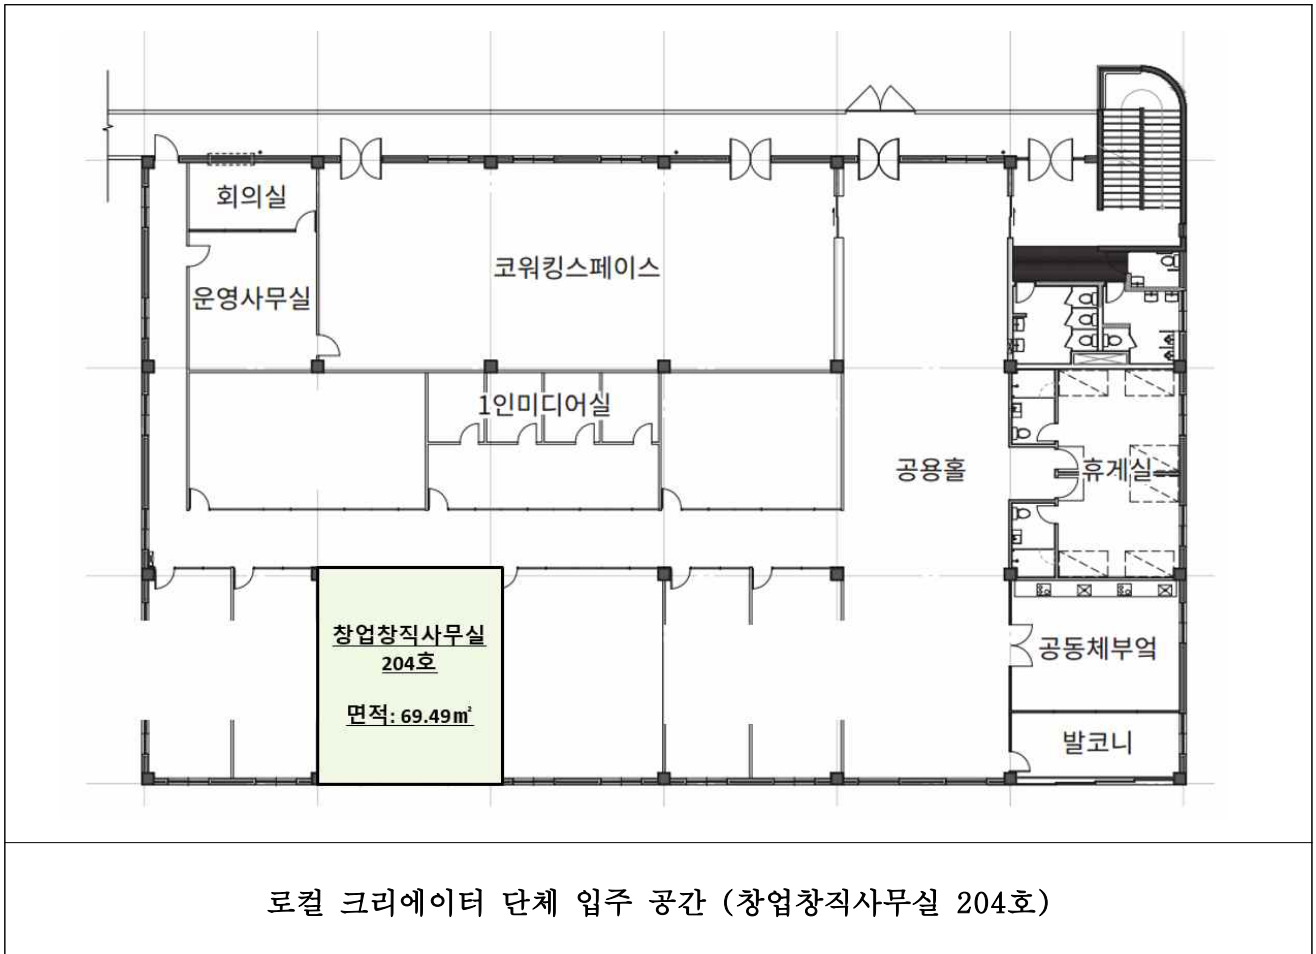 회의실
운영사무실
코워킹스페이스
1인미디어실
공용홀
휴게실
창업창직사무실
204호
면적: 69.49㎡
공동체부엌
발코니
로컬 크리에이터 단체 입주 공간 (창업창직사무실 204호)